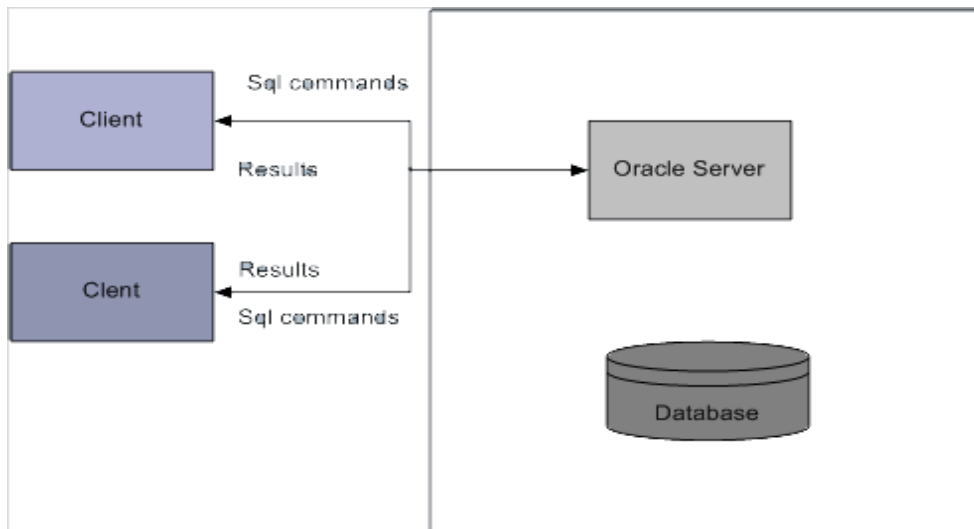 Sql commands
Client
Results
Oracle Server
Results
Clent
Sql commands
Database